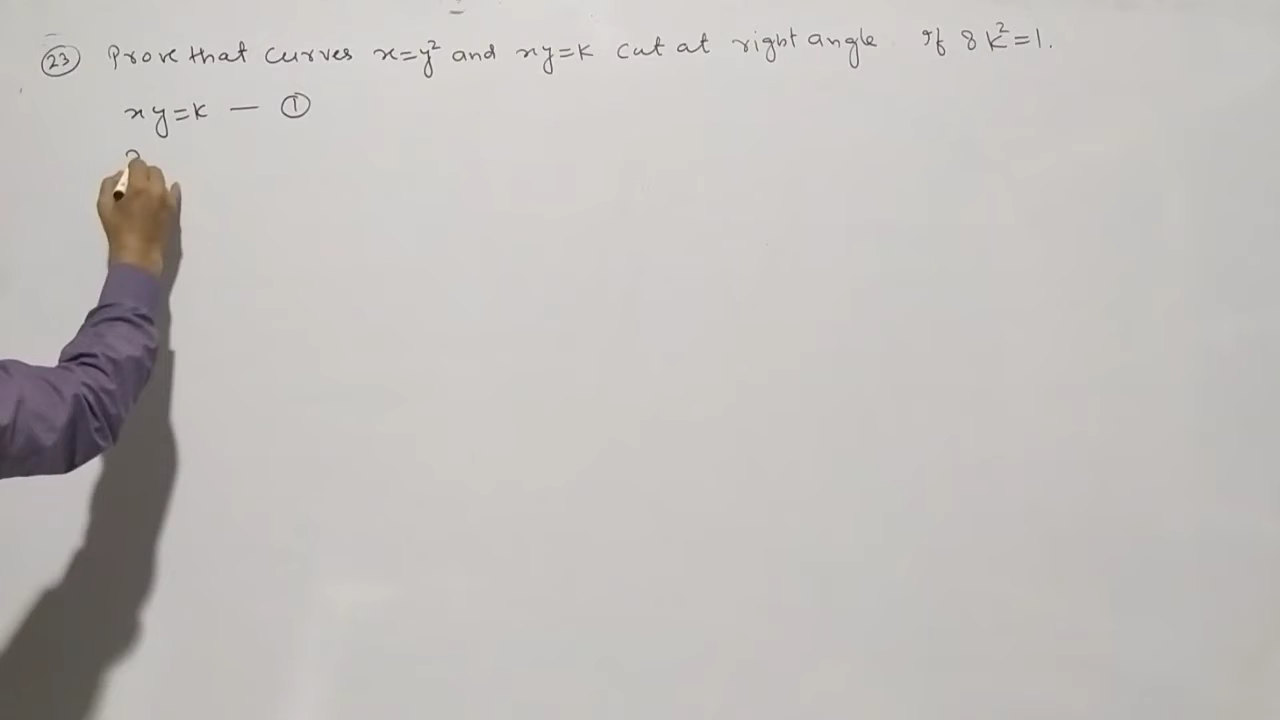 (23) Prove that curves x=y² and xy=k cut at right angle if 8k²=1.
xy=k — ①